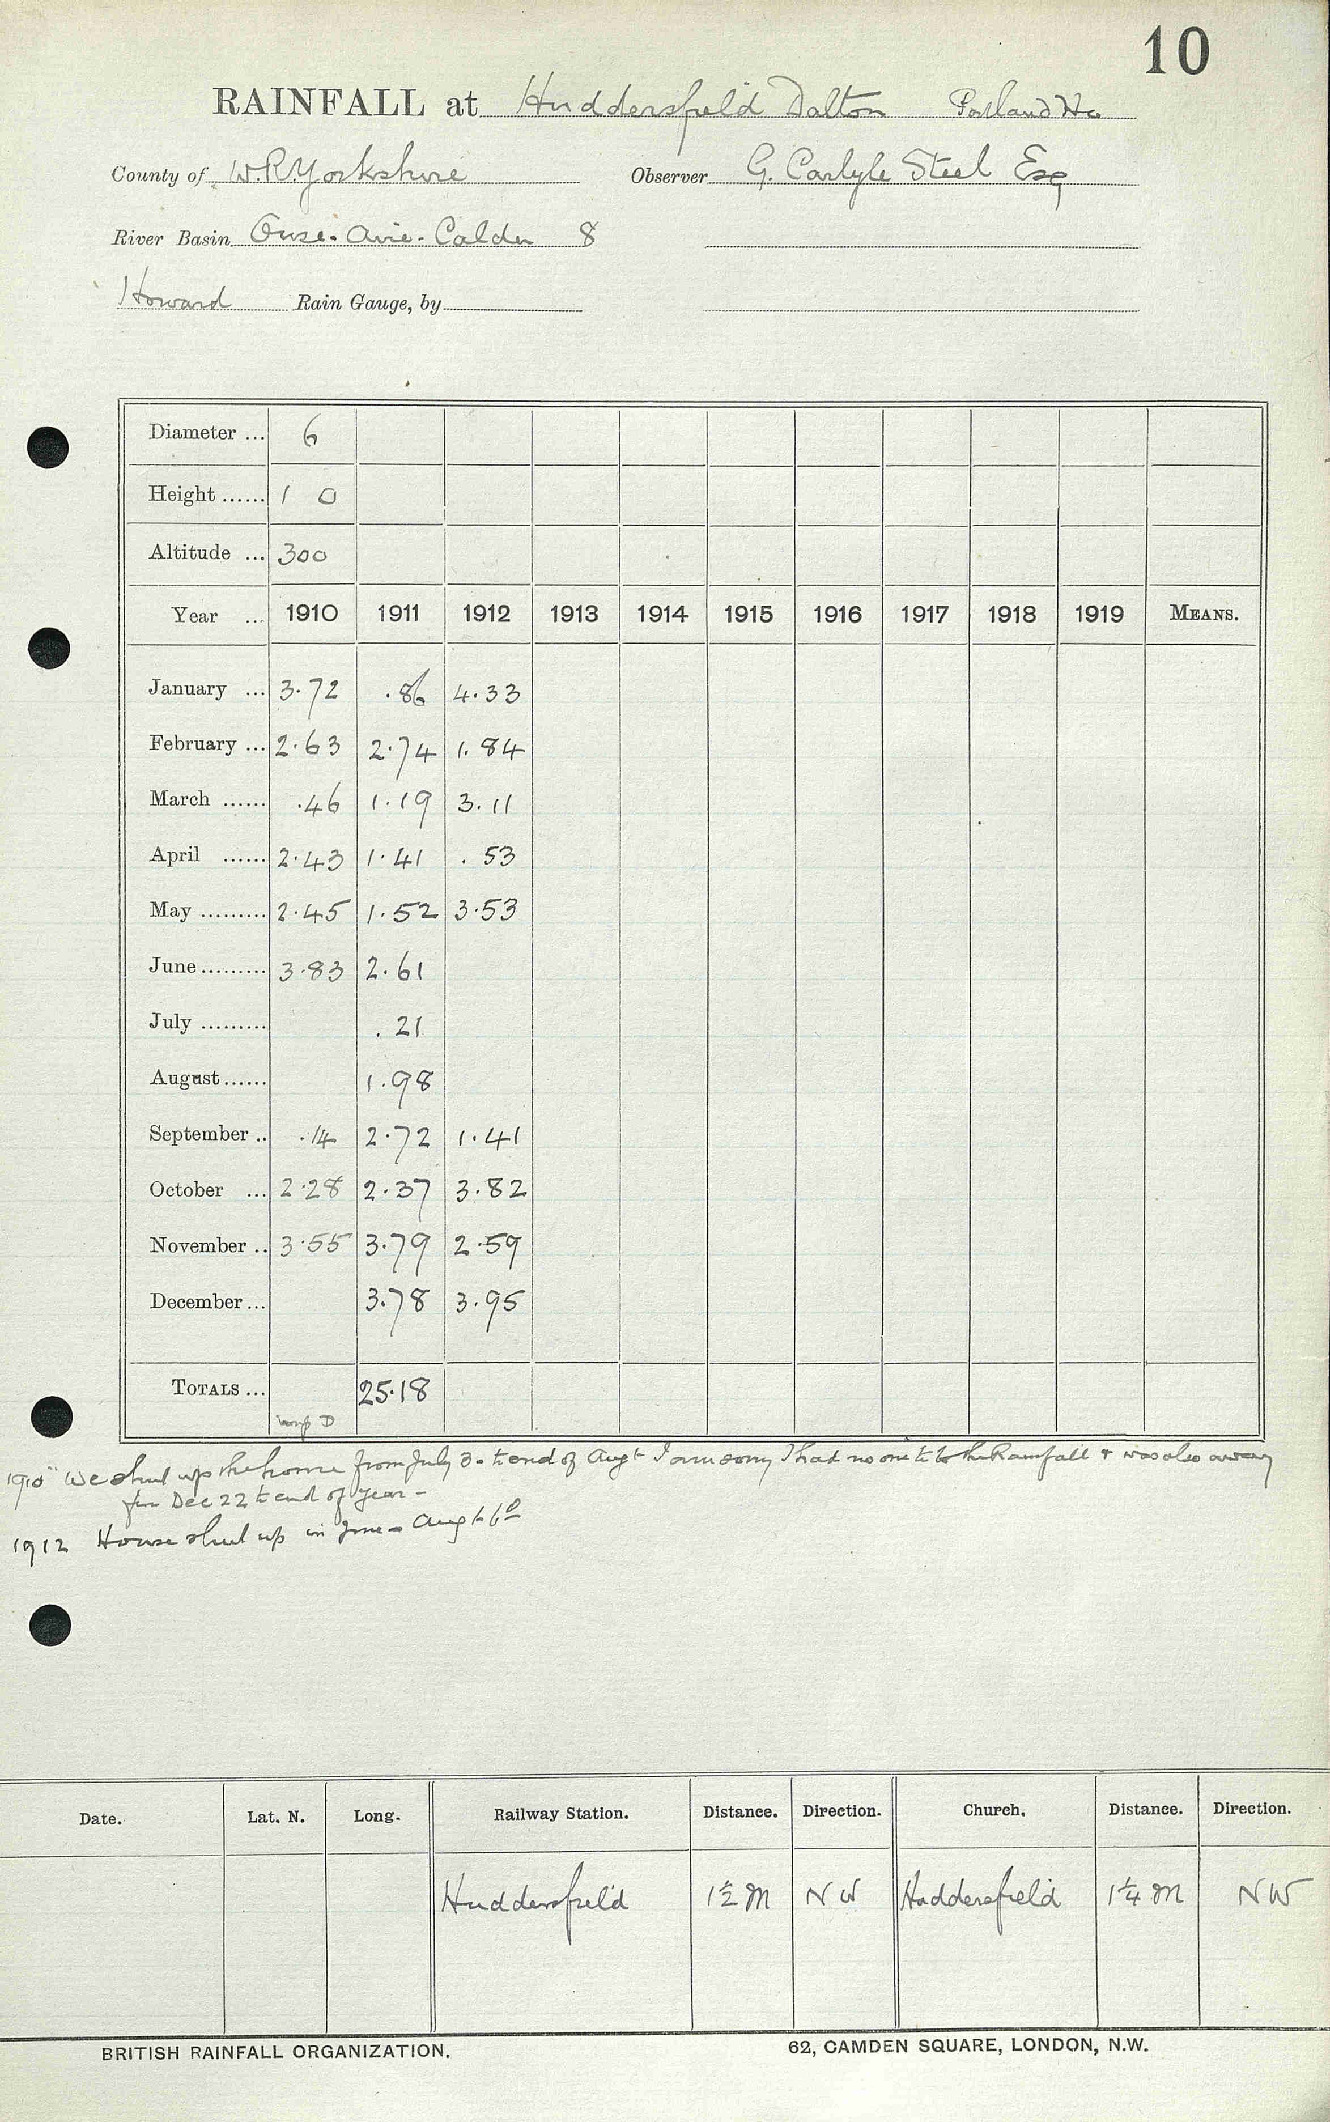 10
RAINFALL at Huddersfield Dalton
County of W.R. Yorkshire Observer G. Carlyle Steel Esq
River Basin Ouse. Aire. Calder 8
Howard Rain Gauge, by
Diameter ... 6
Height ...... 1 0
Altitude ... 300
Year ... 1910 1911 1912 1913 1914 1915 1916 1917 1918 1919 MEANS.
January ... 3.72 .86 4.33
February ... 2.63 2.74 1.84
March ...... .46 1.19 3.11
April ...... 2.43 1.41 .53
May ......... 2.45 1.52 3.53
June ......... 3.83 2.61
July ......... .21
August ...... 1.98
September .. .14 2.72 1.41
October ... 2.28 2.37 3.82
November .. 3.55 3.79 2.59
December ... 3.78 3.95
TOTALS ... 25.18
1910 "We shut up the house from July 3 - to end of Augt I am sorry I had no one to the Rainfall & was also away
from Dec 22 to end of year -
1912 House shut up in June - Augt 6th
Date. Lat. N. Long. Railway Station. Distance. Direction. Church. Distance. Direction.
Huddersfield 1½ m NW Huddersfield 1¼ m NW
BRITISH RAINFALL ORGANIZATION. 62, CAMDEN SQUARE, LONDON, N.W.